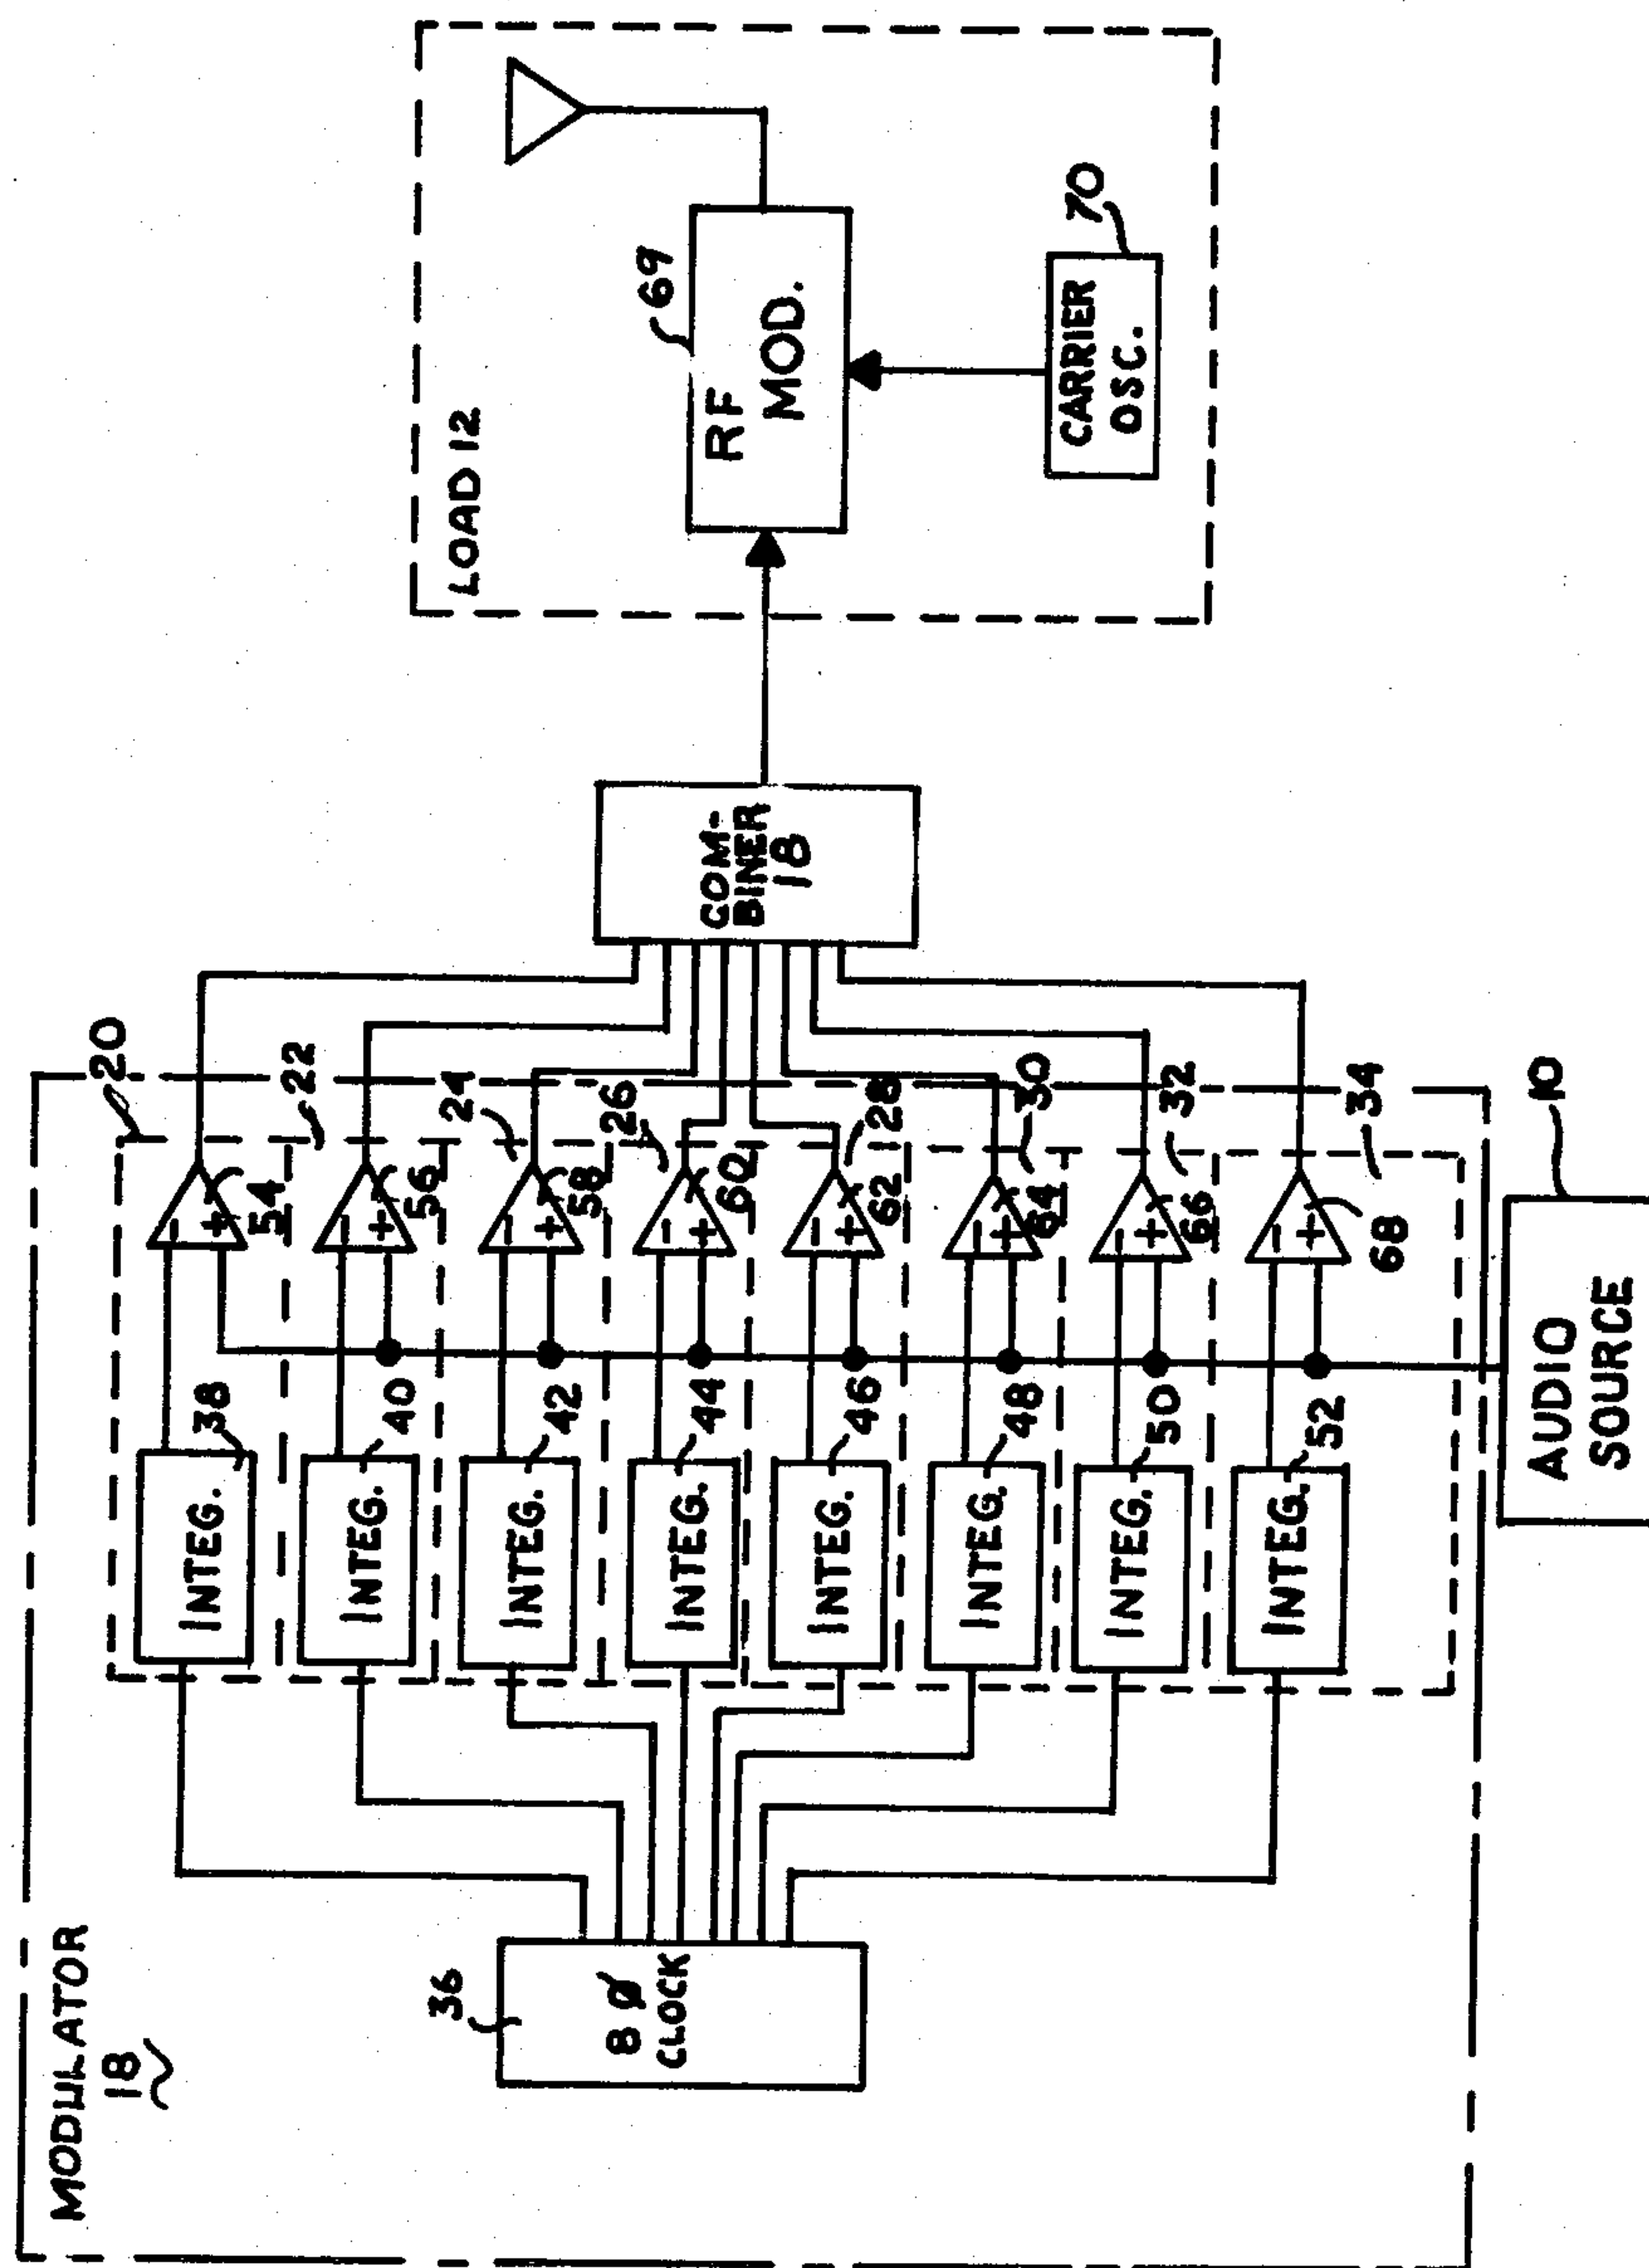 MODULATOR
18
36
8 Ø
CLOCK
20
22
24
26
28
30
32
34
INTEG.
38
INTEG.
40
INTEG.
42
INTEG.
44
INTEG.
46
INTEG.
48
INTEG.
50
INTEG.
52
-
+
54
-
+
56
-
+
58
-
+
60
-
+
62
-
+
64
-
+
66
-
+
68
10
AUDIO
SOURCE
COM-
BINER
18
LOAD 12
69
RF
MOD.
70
CARRIER
OSC.